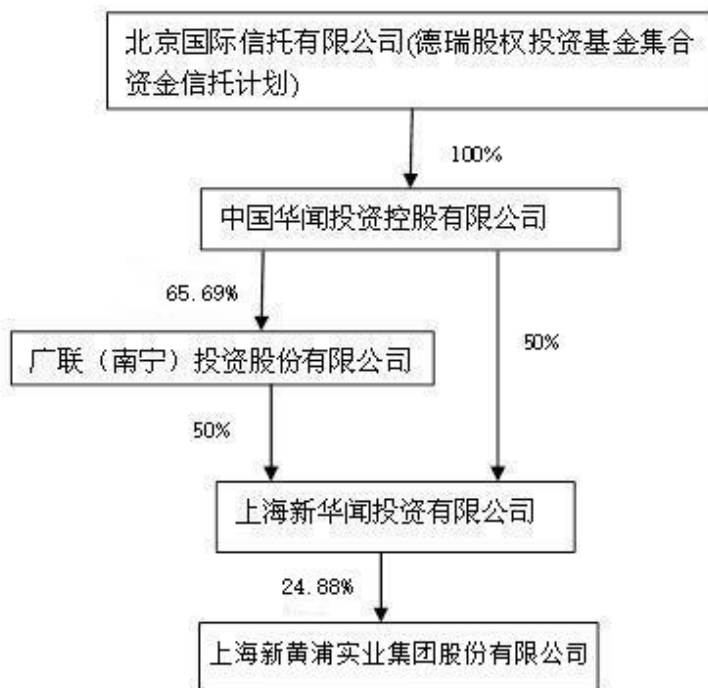 北京国际信托有限公司(德瑞股权投资基金集合
资金信托计划)
100%
中国华闻投资控股有限公司
65.69%
广联（南宁）投资股份有限公司
50%
50%
上海新华闻投资有限公司
24.88%
上海新黄浦实业集团股份有限公司